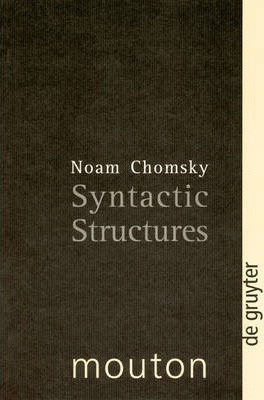 Noam Chomsky
Syntactic
Structures
mouton
de gruyter